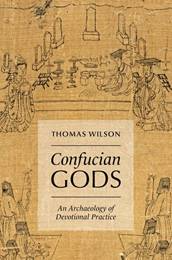 THOMAS WILSON
Confucian
GODS
An Archaeology of
Devotional Practice